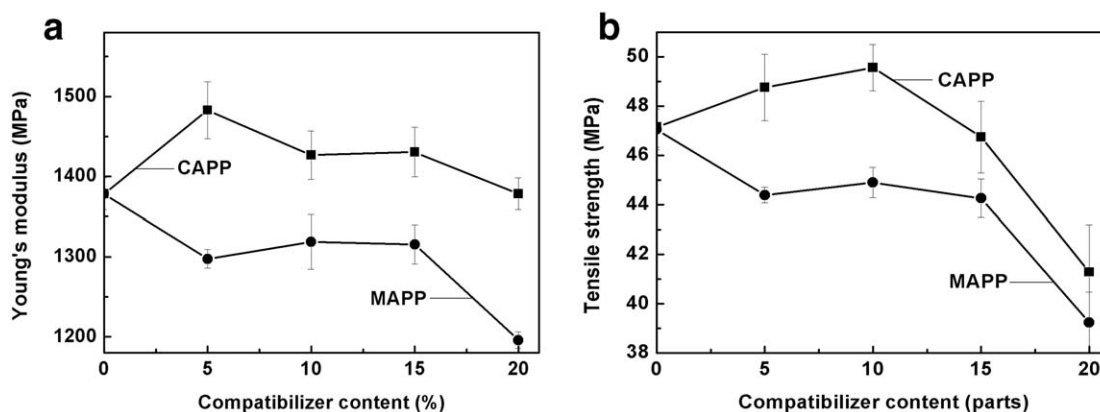 a
1500
1400
1300
1200
Young's modulus (MPa)
CAPP
MAPP
0 5 10 15 20
Compatibilizer content (%)
b
50
48
46
44
42
40
38
Tensile strength (MPa)
CAPP
MAPP
0 5 10 15 20
Compatibilizer content (parts)